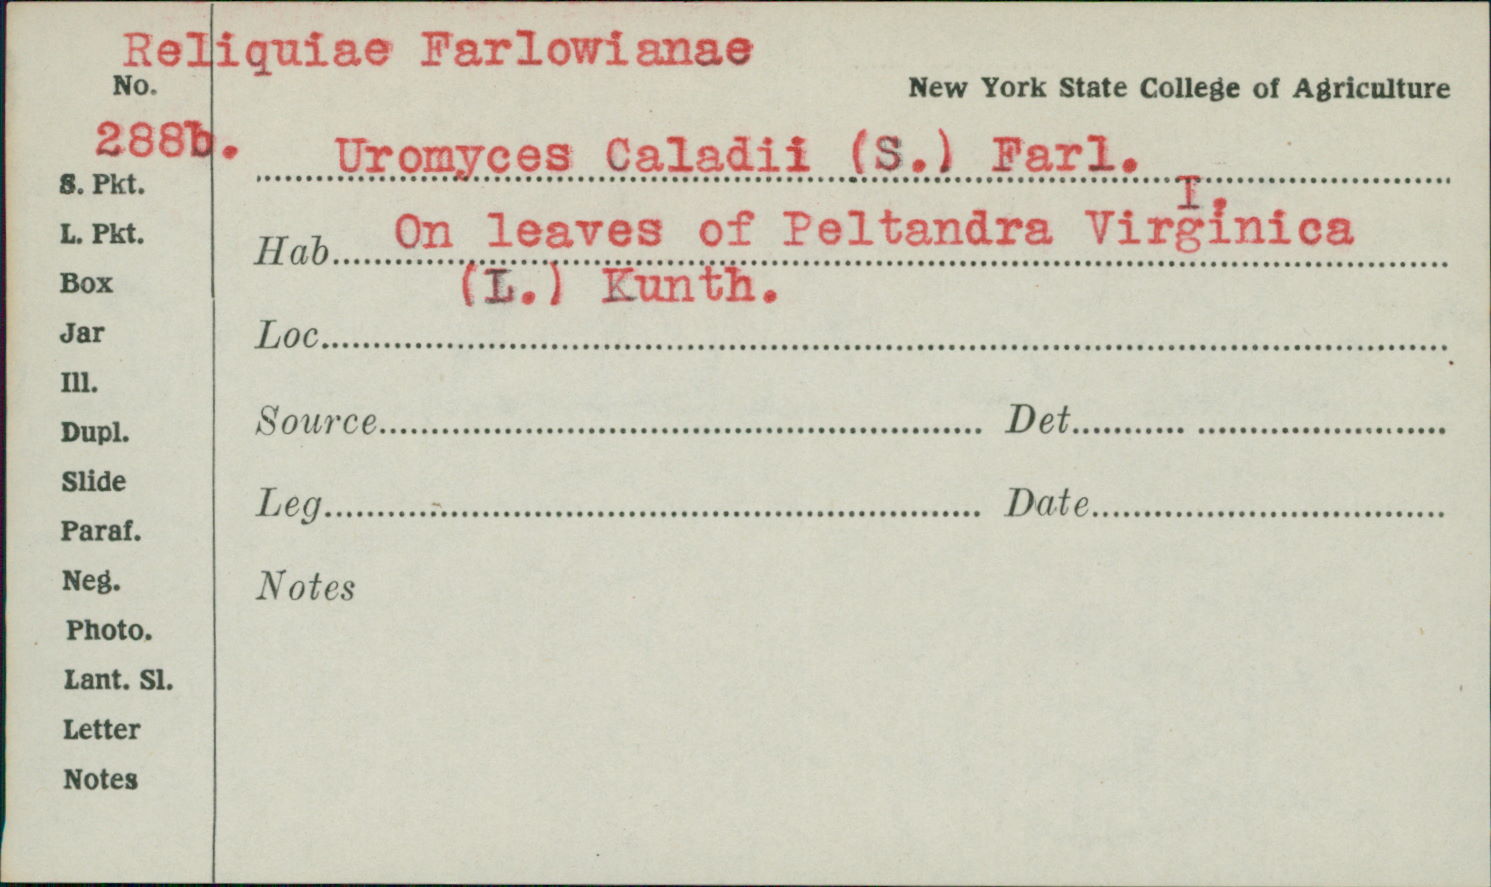 Reliquiae Farlowianae
No.
New York State College of Agriculture
288b.
Uromyces Caladii (S.) Farl.
I.
S. Pkt.
L. Pkt.
Box
Jar
Ill.
Dupl.
Slide
Paraf.
Neg.
Photo.
Lant. Sl.
Letter
Notes
Hab. On leaves of Peltandra Virginica
(L.) Kunth.
Loc.
Source
Det.
Leg.
Date
Notes